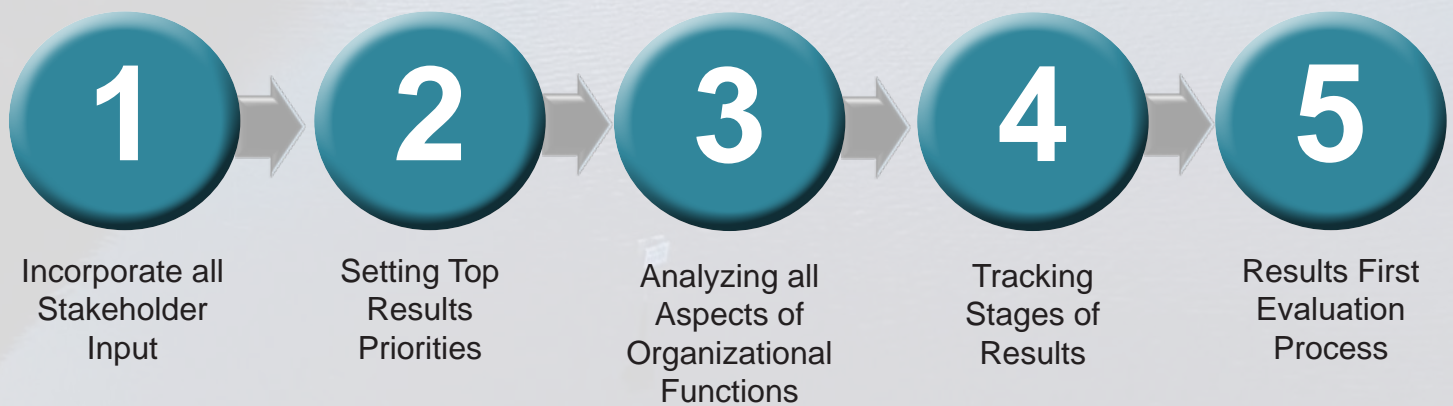 1
Incorporate all
Stakeholder
Input
2
Setting Top
Results
Priorities
3
Analyzing all
Aspects of
Organizational
Functions
4
Tracking
Stages of
Results
5
Results First
Evaluation
Process